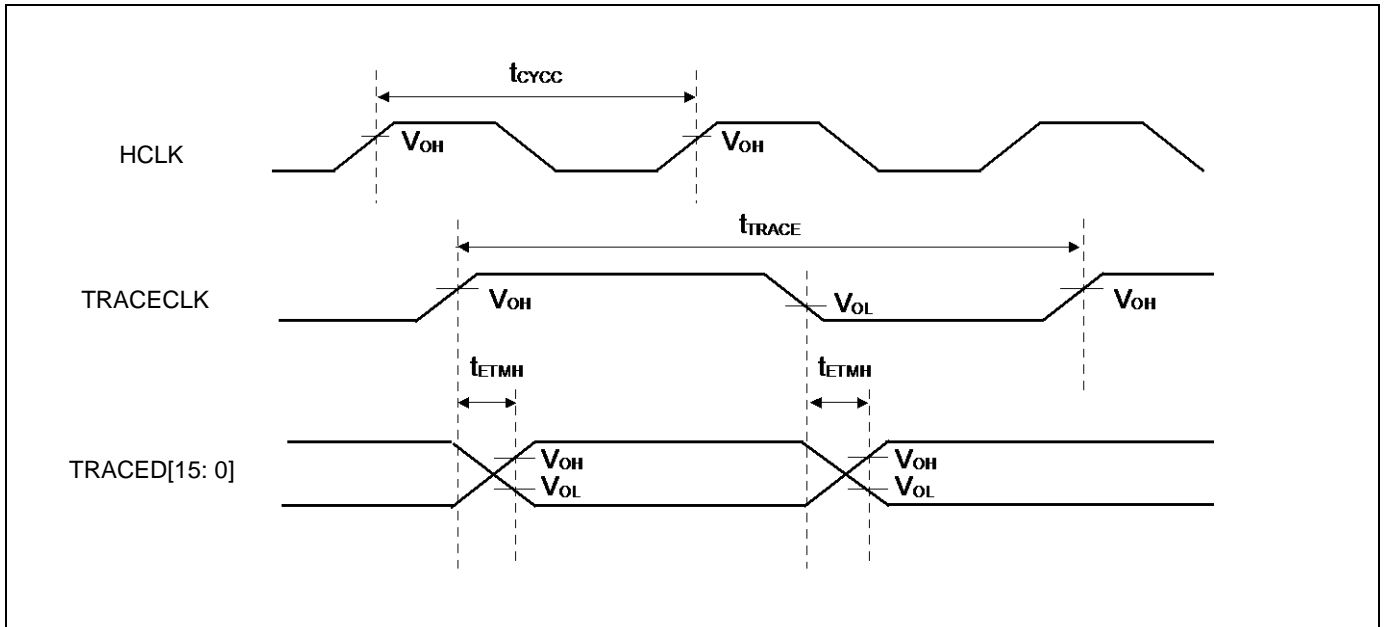 tCYCC
HCLK
VOH
VOH
tTRACE
TRACECLK
VOH
VOL
VOH
tETMH
tETMH
TRACED[15: 0]
VOH
VOL
VOH
VOL